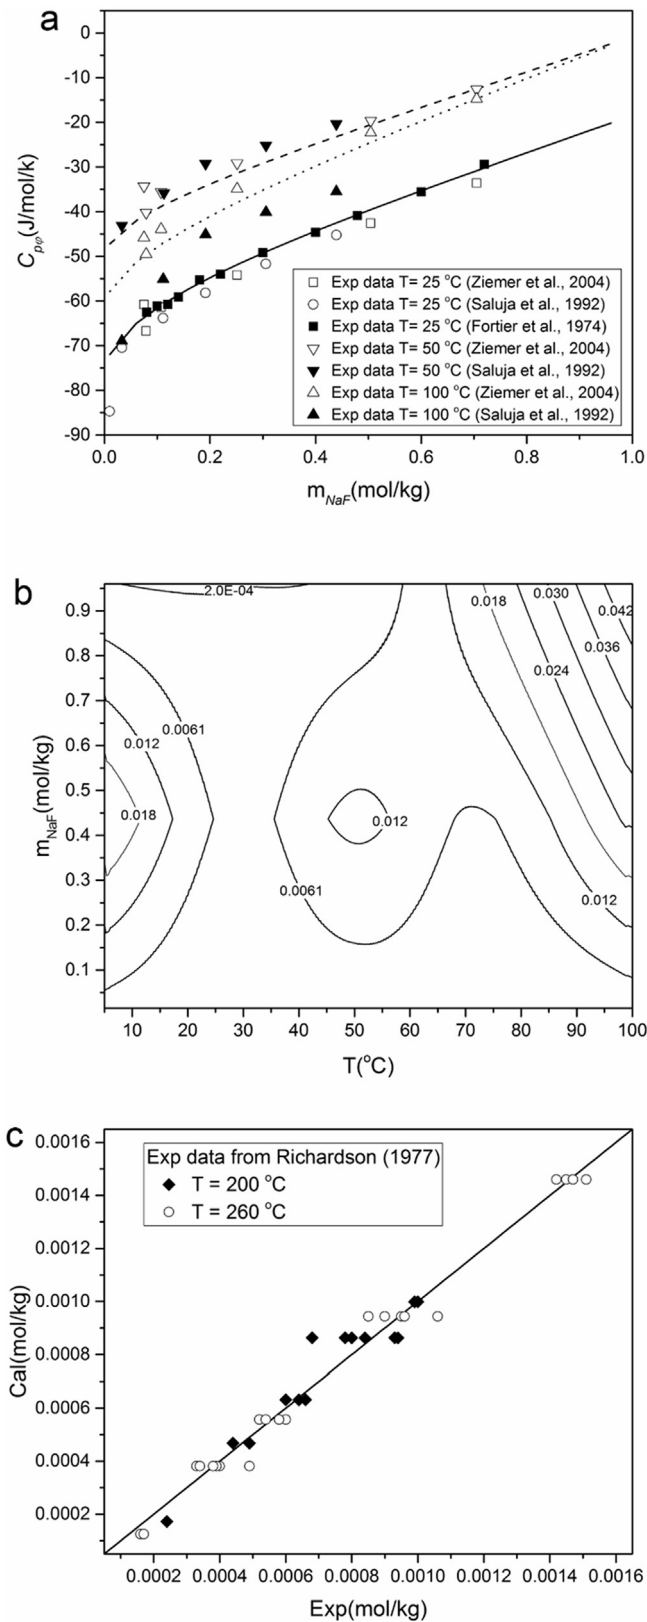 a
0
-10
-20
-30
-40
-50
-60
-70
-80
-90
C_pφ(J/mol/k)
Exp data T= 25 °C (Ziemer et al., 2004)
Exp data T= 25 °C (Saluja et al., 1992)
Exp data T= 25 °C (Fortier et al., 1974)
Exp data T= 50 °C (Ziemer et al., 2004)
Exp data T= 50 °C (Saluja et al., 1992)
Exp data T= 100 °C (Ziemer et al., 2004)
Exp data T= 100 °C (Saluja et al., 1992)
0.0 0.2 0.4 0.6 0.8 1.0
m_NaF(mol/kg)
b
0.9
0.8
0.7
0.6
0.5
0.4
0.3
0.2
0.1
m_NaF(mol/kg)
2.0E-04
0.018
0.030
0.042
0.036
0.024
0.0061
0.012
0.018
0.012
0.0061
0.012
10 20 30 40 50 60 70 80 90 100
T(°C)
c
0.0016
0.0014
0.0012
0.0010
0.0008
0.0006
0.0004
0.0002
Cal(mol/kg)
Exp data from Richardson (1977)
T = 200 °C
T = 260 °C
0.0002 0.0004 0.0006 0.0008 0.0010 0.0012 0.0014 0.0016
Exp(mol/kg)